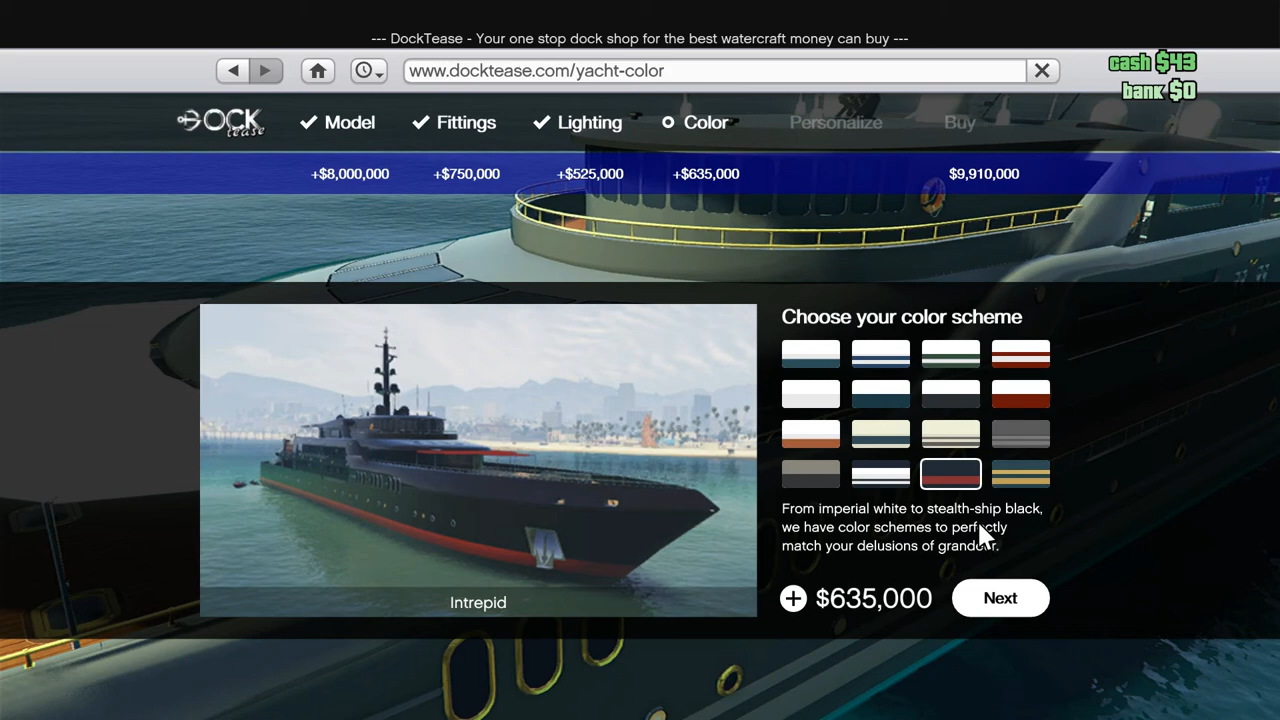 --- DockTease - Your one stop dock shop for the best watercraft money can buy ---
www.docktease.com/yacht-color
cash $43
bank $0
DOCK tease
Model Fittings Lighting Color Personalize Buy
+$8,000,000 +$750,000 +$525,000 +$635,000 $9,910,000
Choose your color scheme
From imperial white to stealth-ship black,
we have color schemes to perfectly
match your delusions of grandeur.
Intrepid
$635,000 Next